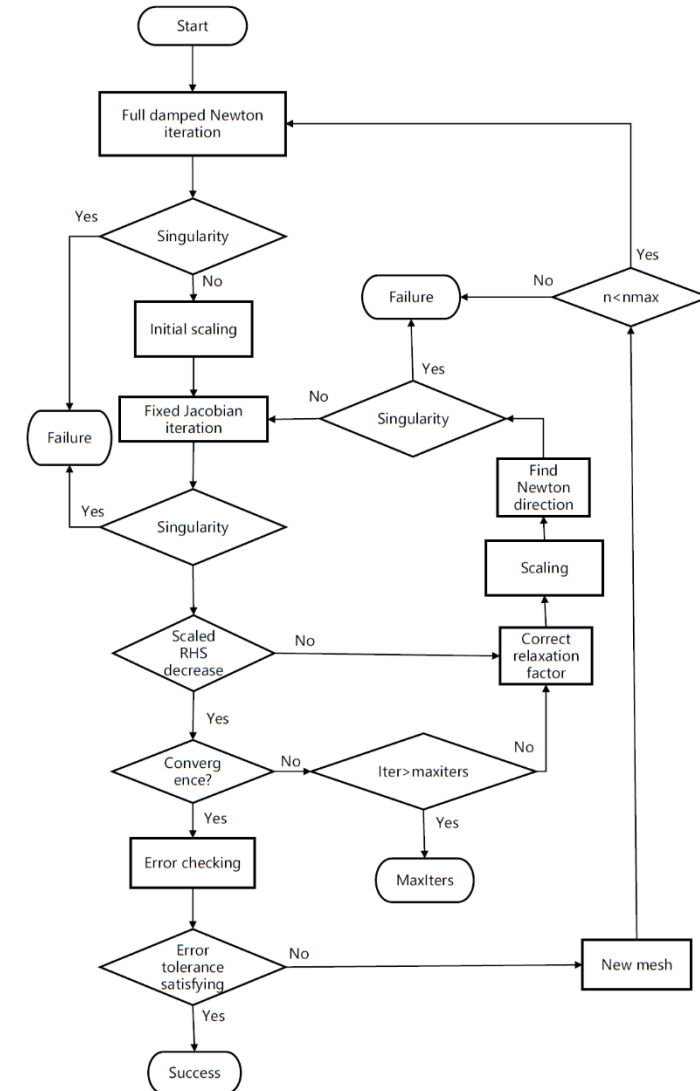 Start
Full damped Newton
iteration
Yes
Singularity
No
Yes
n<nmax
No
Failure
Initial scaling
Yes
No
Singularity
Fixed Jacobian
iteration
Failure
Find
Newton
direction
Yes
Singularity
Scaling
Scaled
RHS
decrease
No
Correct
relaxation
factor
Yes
Converg
ence?
No
Iter>maxiters
No
Yes
Yes
Error checking
MaxIters
Error
tolerance
satisfying
No
New mesh
Yes
Success